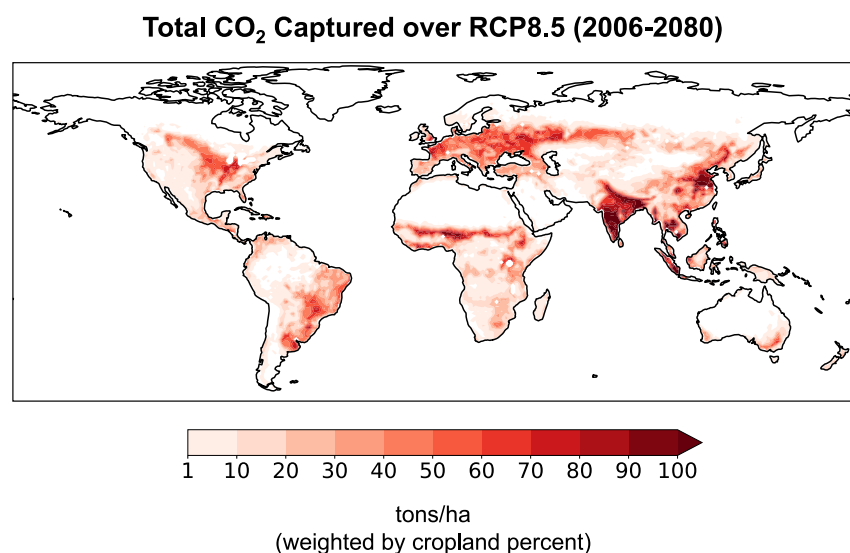 Total CO₂ Captured over RCP8.5 (2006-2080)
1 10 20 30 40 50 60 70 80 90 100
tons/ha
(weighted by cropland percent)